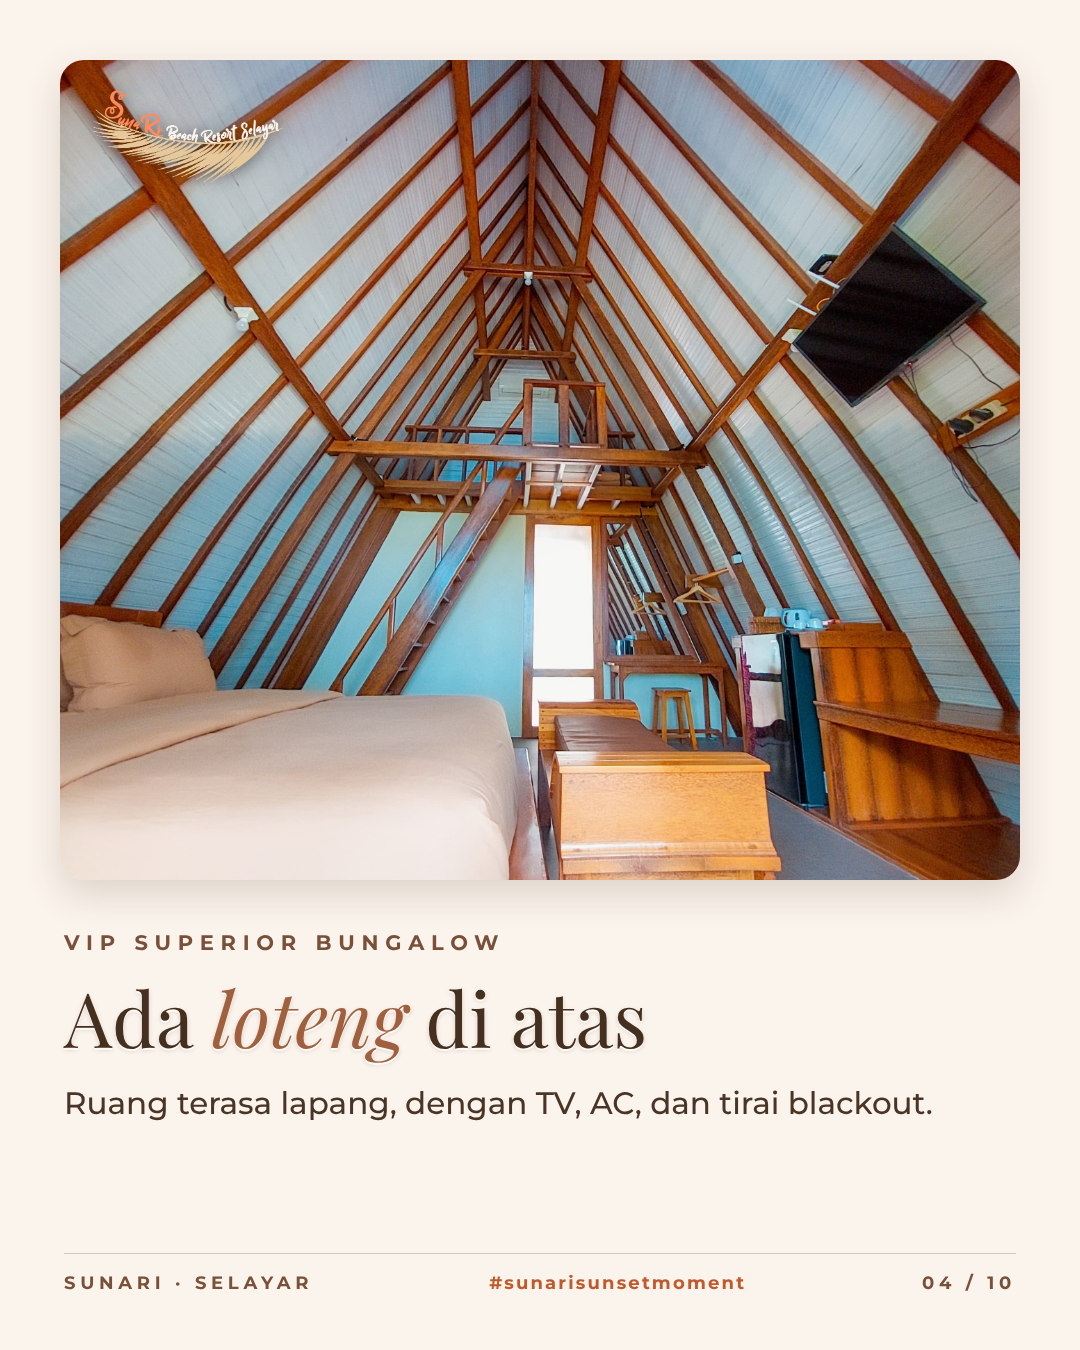 SunaRi Beach Resort Selayar
VIP SUPERIOR BUNGALOW
Ada loteng di atas
Ruang terasa lapang, dengan TV, AC, dan tirai blackout.
SUNARI · SELAYAR
#sunarisunsetmoment
04 / 10